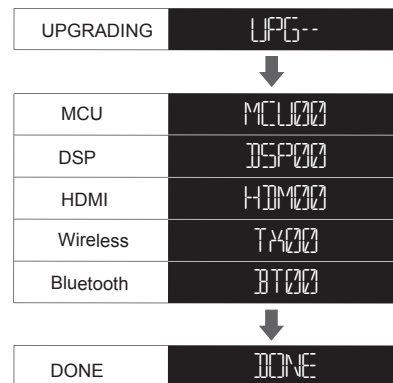 UPGRADING UPG--
MCU MCU00
DSP DSP00
HDMI HDM00
Wireless TX00
Bluetooth BT00
DONE DONE